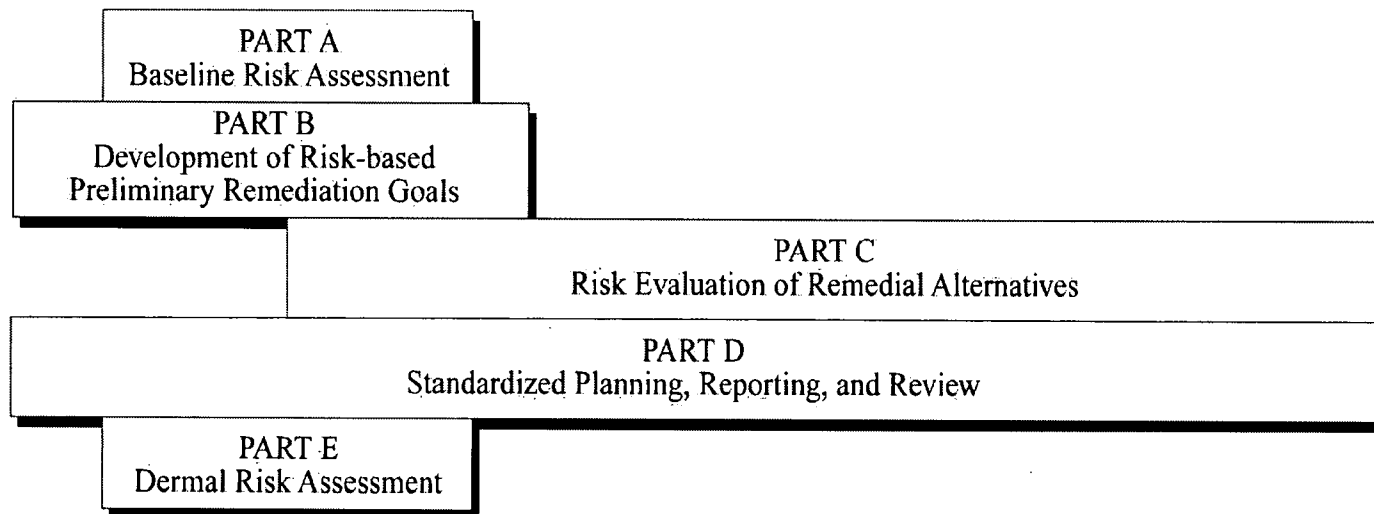 PART A
Baseline Risk Assessment
PART B
Development of Risk-based
Preliminary Remediation Goals
PART C
Risk Evaluation of Remedial Alternatives
PART D
Standardized Planning, Reporting, and Review
PART E
Dermal Risk Assessment